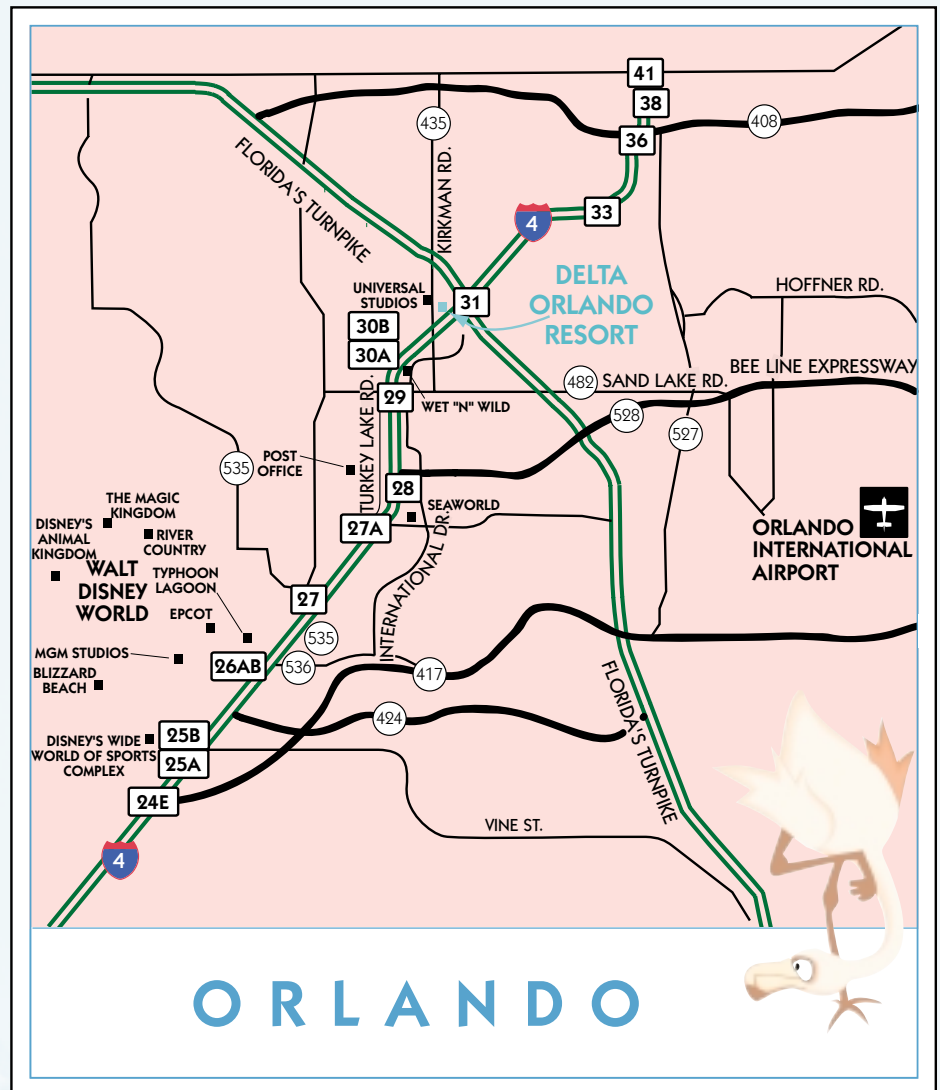 41
38
435
408
36
FLORIDA'S TURNPIKE
KIRKMAN RD.
33
4
DELTA
ORLANDO
RESORT
HOFFNER RD.
UNIVERSAL
STUDIOS
31
30B
30A
BEE LINE EXPRESSWAY
482
SAND LAKE RD.
29
WET "N" WILD
528
527
TURKEY LAKE RD.
POST
OFFICE
535
28
SEAWORLD
27A
THE MAGIC
KINGDOM
DISNEY'S
ANIMAL
KINGDOM
RIVER
COUNTRY
ORLANDO
INTERNATIONAL
AIRPORT
WALT
DISNEY
WORLD
TYPHOON
LAGOON
INTERNATIONAL DR.
27
EPCOT
535
MGM STUDIOS
26AB
536
417
BLIZZARD
BEACH
424
FLORIDA'S TURNPIKE
25B
DISNEY'S WIDE
WORLD OF SPORTS
COMPLEX
25A
24E
VINE ST.
4
ORLANDO